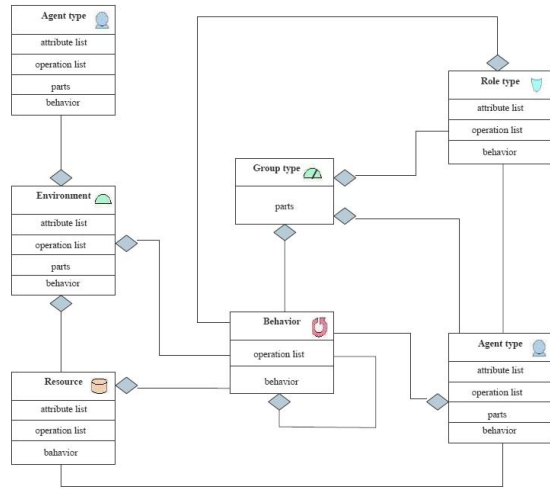 Agent type
attribute list
operation list
parts
behavior
Role type
attribute list
operation list
behavior
Group type
parts
Environment
attribute list
operation list
parts
behavior
Behavior
operation list
behavior
Agent type
attribute list
operation list
parts
behavior
Resource
attribute list
operation list
bahavior